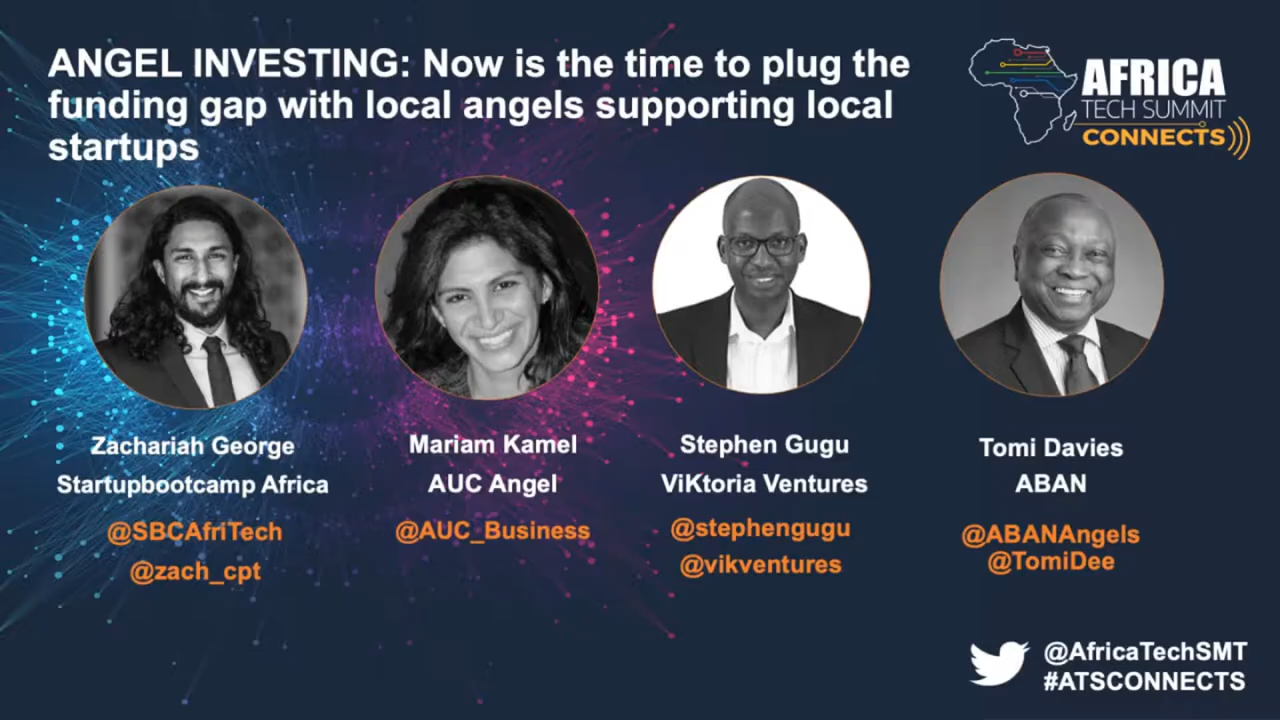 ANGEL INVESTING: Now is the time to plug the
funding gap with local angels supporting local
startups
AFRICA
TECH SUMMIT
CONNECTS
Zachariah George
Startupbootcamp Africa
@SBCAfriTech
@zach_cpt
Mariam Kamel
AUC Angel
@AUC_Business
Stephen Gugu
ViKtoria Ventures
@stephengugu
@vikventures
Tomi Davies
ABAN
@ABANAngels
@TomiDee
@AfricaTechSMT
#ATSCONNECTS